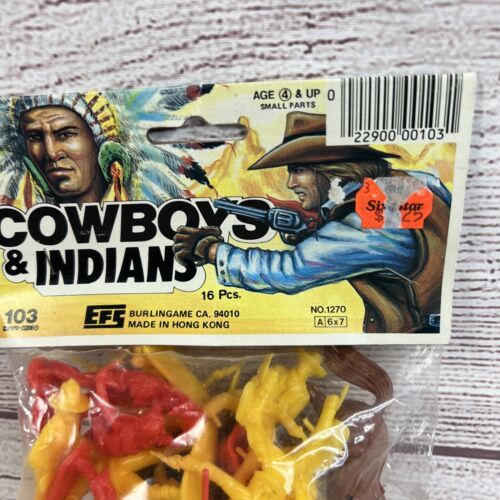 AGE 4 & UP
SMALL PARTS
0
22900 00103
COWBOYS
& INDIANS
16 Pcs.
103
EFS
BURLINGAME CA. 94010
MADE IN HONG KONG
NO.1270
A 6x7